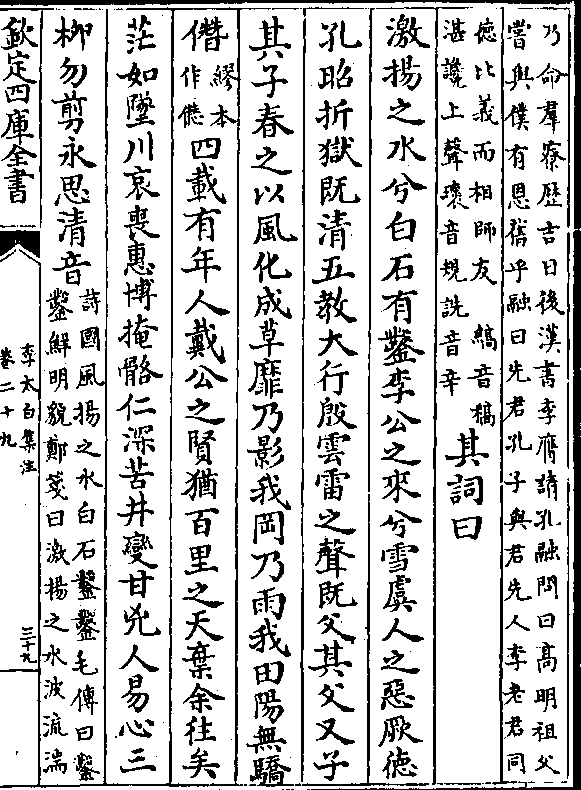 乃命羣寮歴吉日後漢書李膺請孔融問曰髙明祖父
嘗與僕有恩舊乎融曰先君孔子與君先人李老君同
徳比義而相師友　縞音稿
湛讒上聲瓌音規詵音辛
其詞曰
激揚之水兮白石有鑿李公之來兮雪虞人之惡厥徳
孔昭折獄既清五教大行殷雲雷之聲既父其父又子
其子春之以風化成草靡乃影我岡乃雨我田陽無驕
僭
繆本
作僽
四載有年人戴公之賢猶百里之天棄余往矣
茫如墜川哀喪惠博掩骼仁深苦井變甘兇人易心三
柳勿剪永思清音
詩國風揚之水白石鑿鑿毛傳曰鑿
鑿鮮明貌鄭箋曰激揚之水波流湍
欽定四庫全書
李太白集注
卷二十九
三十九